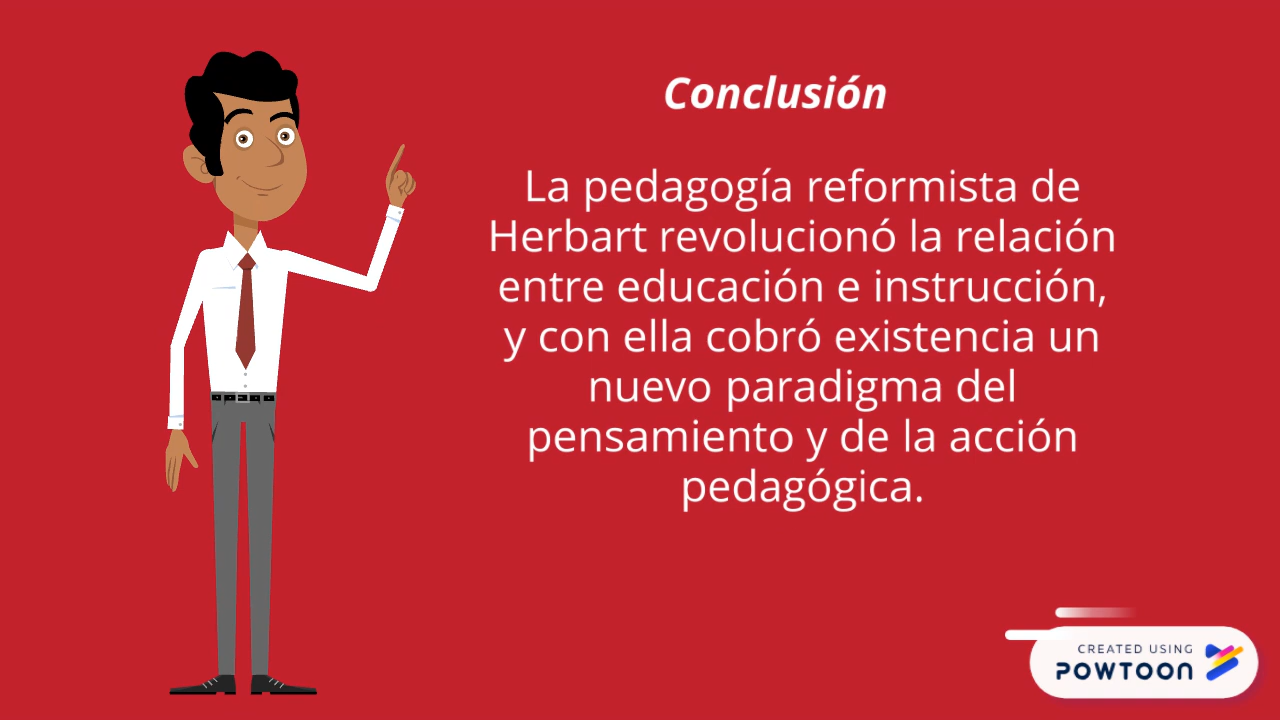 Conclusión
La pedagogía reformista de
Herbart revolucionó la relación
entre educación e instrucción,
y con ella cobró existencia un
nuevo paradigma del
pensamiento y de la acción
pedagógica.
CREATED USING
POWTOON